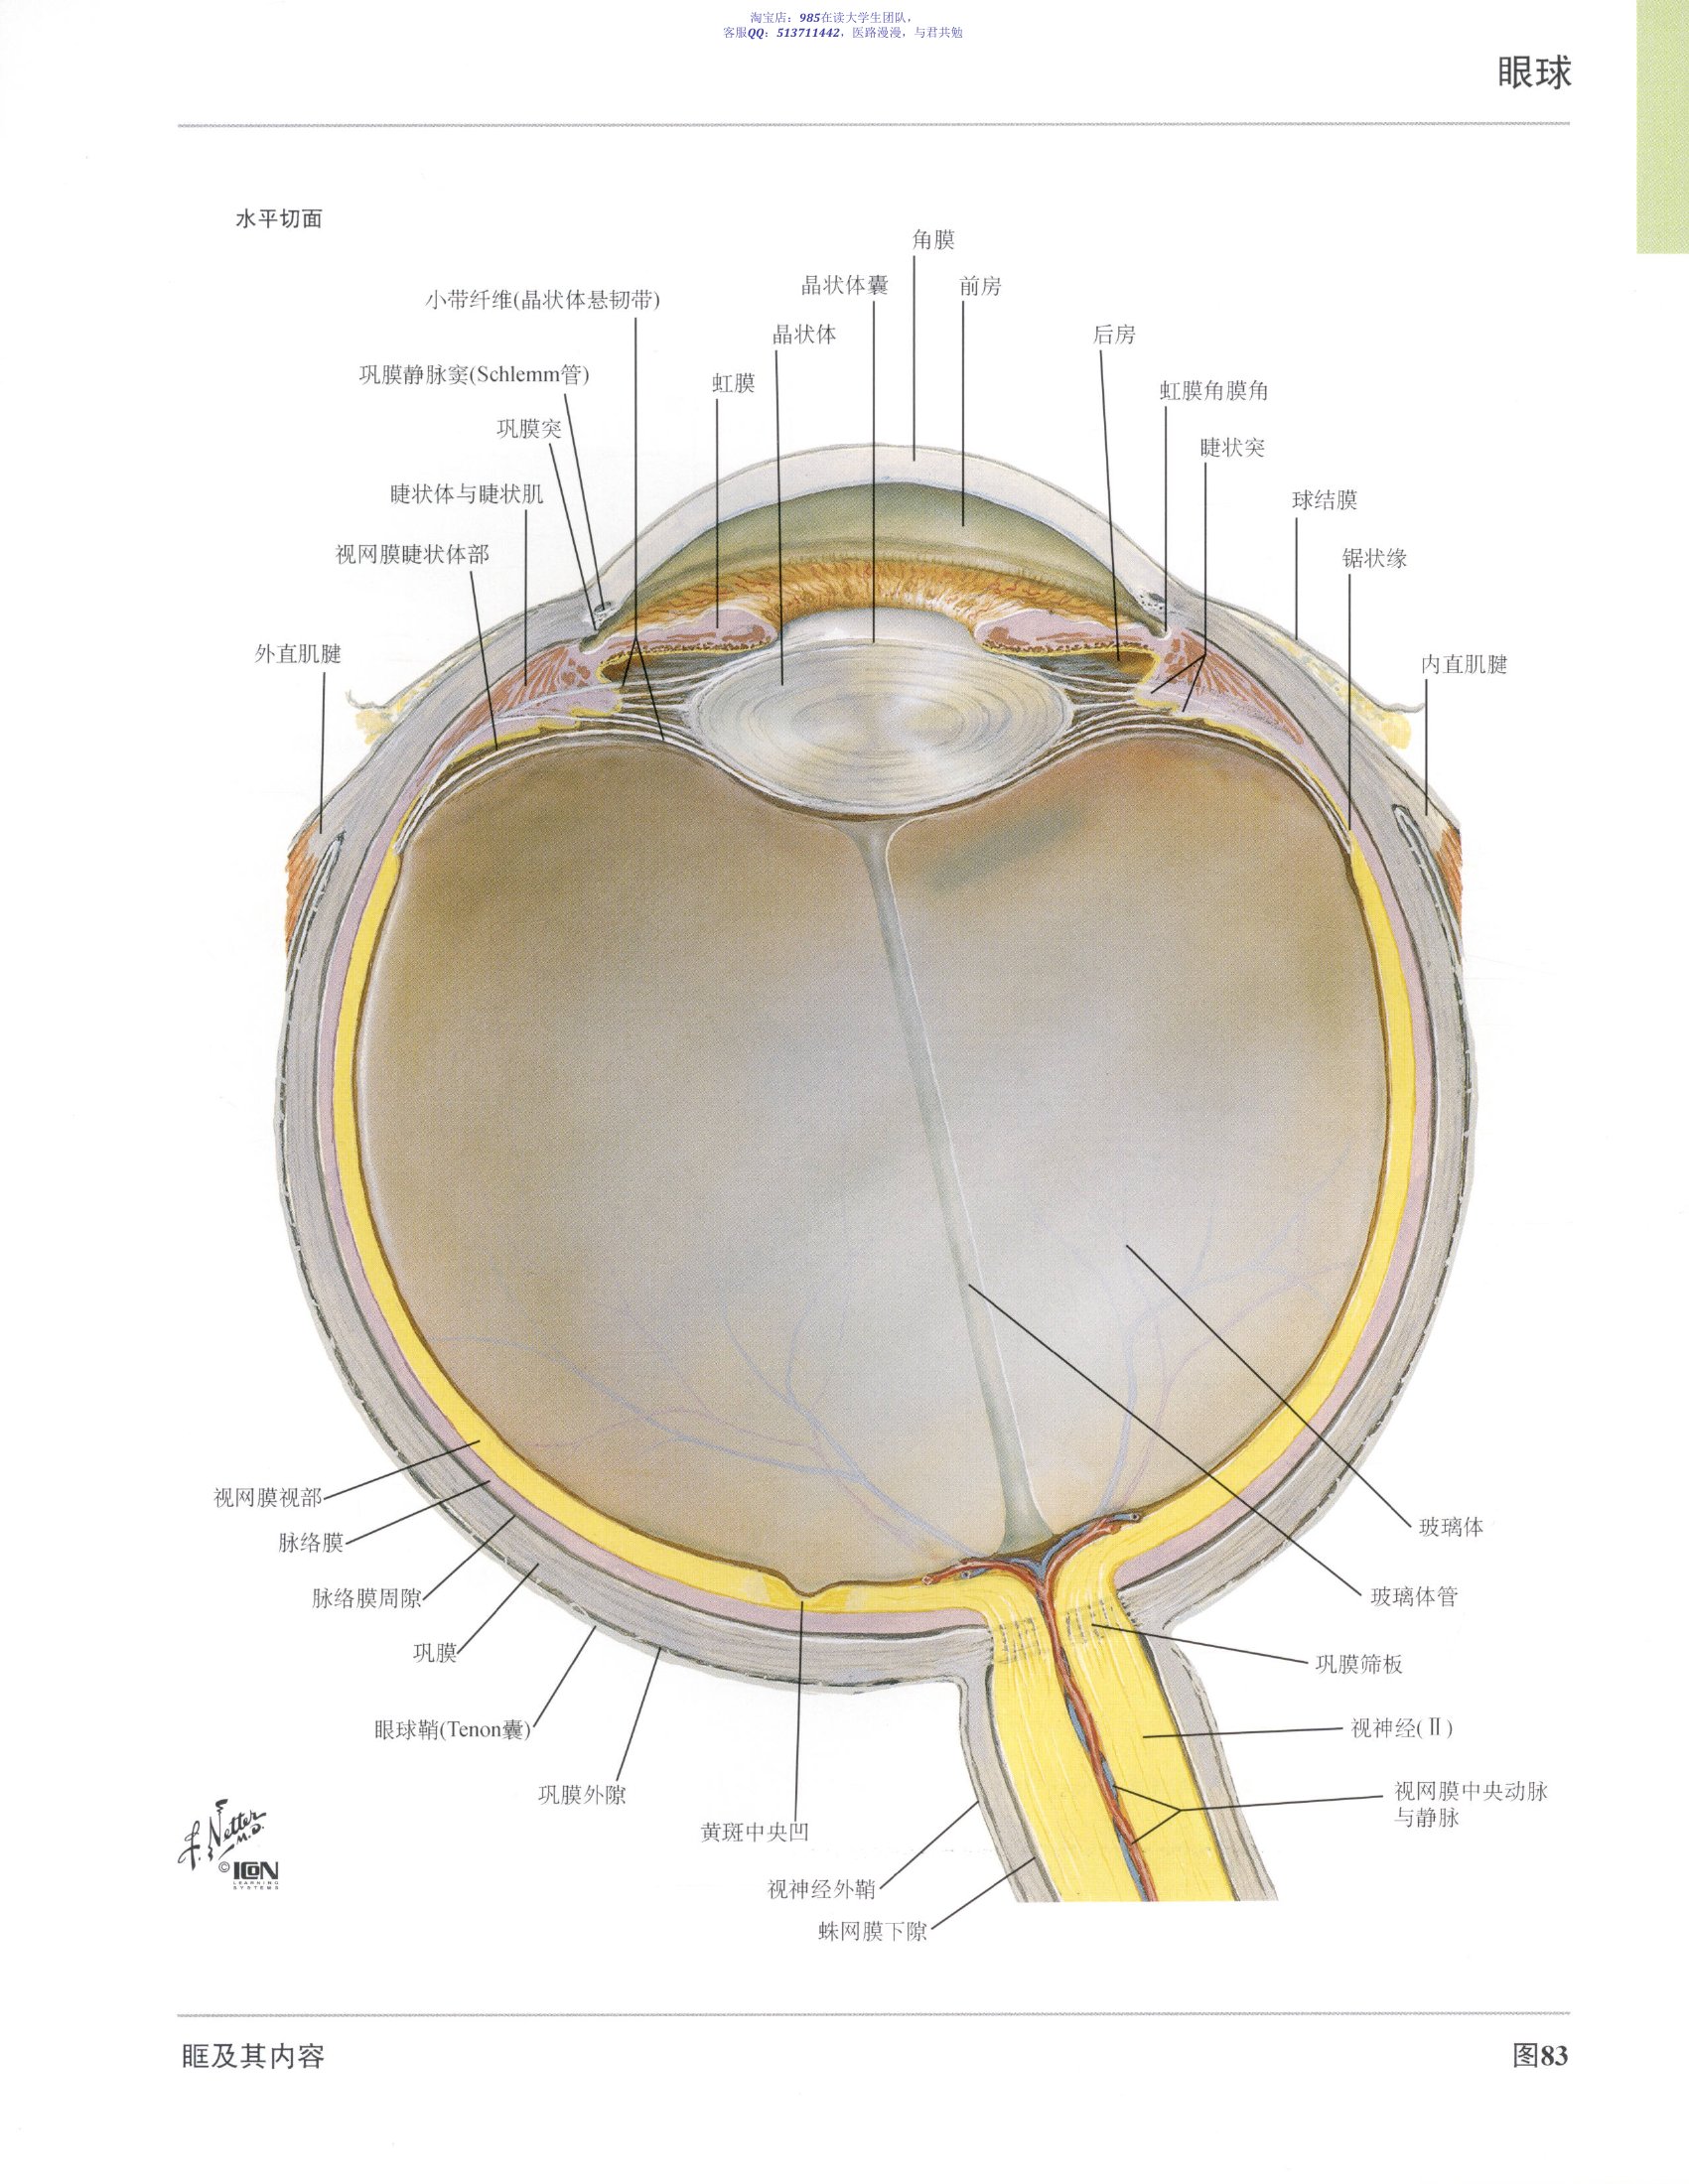 淘宝店：985在读大学生团队，
客服QQ：513711442，医路漫漫，与君共勉
眼球
水平切面
角膜
晶状体囊
前房
小带纤维(晶状体悬韧带)
晶状体
后房
巩膜静脉窦(Schlemm管)
虹膜
虹膜角膜角
巩膜突
睫状突
睫状体与睫状肌
球结膜
视网膜睫状体部
锯状缘
外直肌腱
内直肌腱
视网膜视部
脉络膜
玻璃体
脉络膜周隙
玻璃体管
巩膜
巩膜筛板
眼球鞘(Tenon囊)
视神经(Ⅱ)
巩膜外隙
视网膜中央动脉
与静脉
黄斑中央凹
视神经外鞘
蛛网膜下隙
F. Netter
M.D.
© ICON
LEARNING
SYSTEMS
眶及其内容
图83